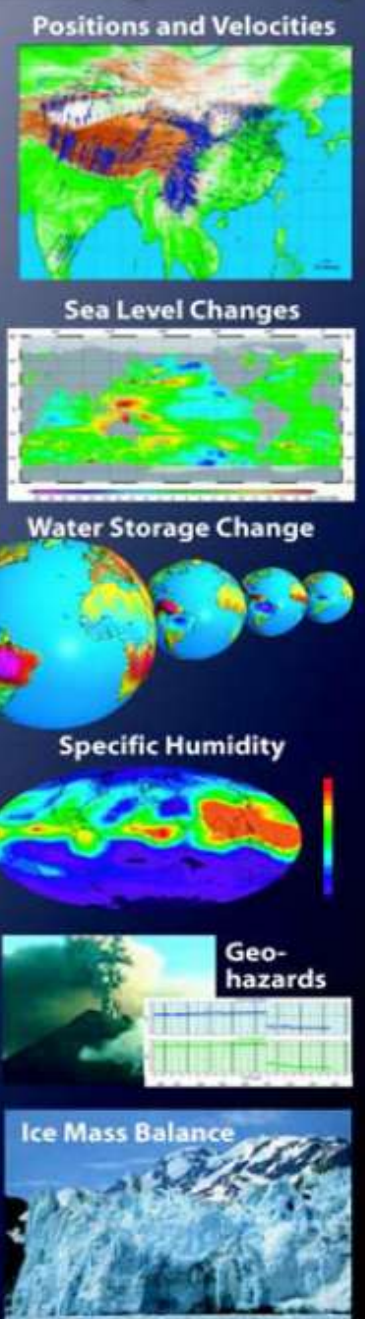 Positions and Velocities
Sea Level Changes
Water Storage Change
Specific Humidity
Geo-
hazards
Ice Mass Balance